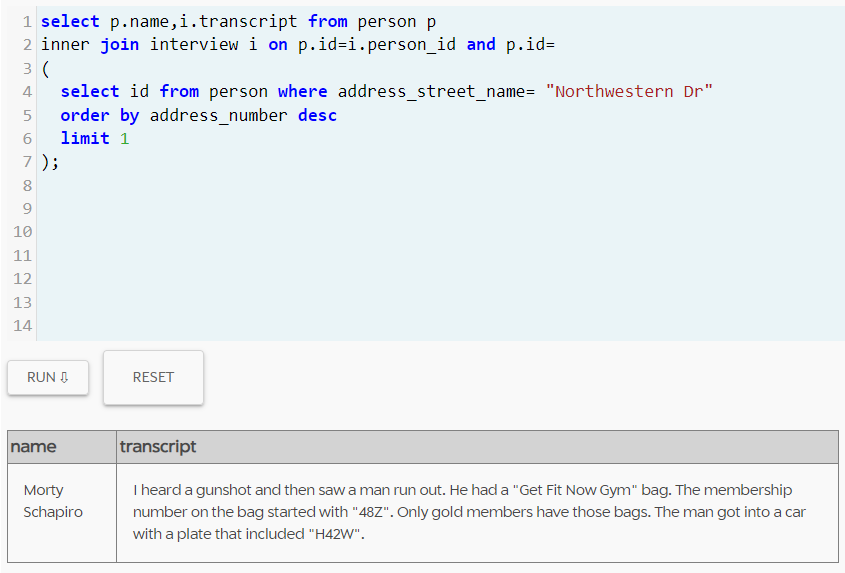 1 select p.name,i.transcript from person p
2 inner join interview i on p.id=i.person_id and p.id=
3 (
4 select id from person where address_street_name= "Northwestern Dr"
5 order by address_number desc
6 limit 1
7 );
8
9
10
11
12
13
14
RUN ⇩ RESET
name transcript
Morty I heard a gunshot and then saw a man run out. He had a "Get Fit Now Gym" bag. The membership
Schapiro number on the bag started with "48Z". Only gold members have those bags. The man got into a car
with a plate that included "H42W".